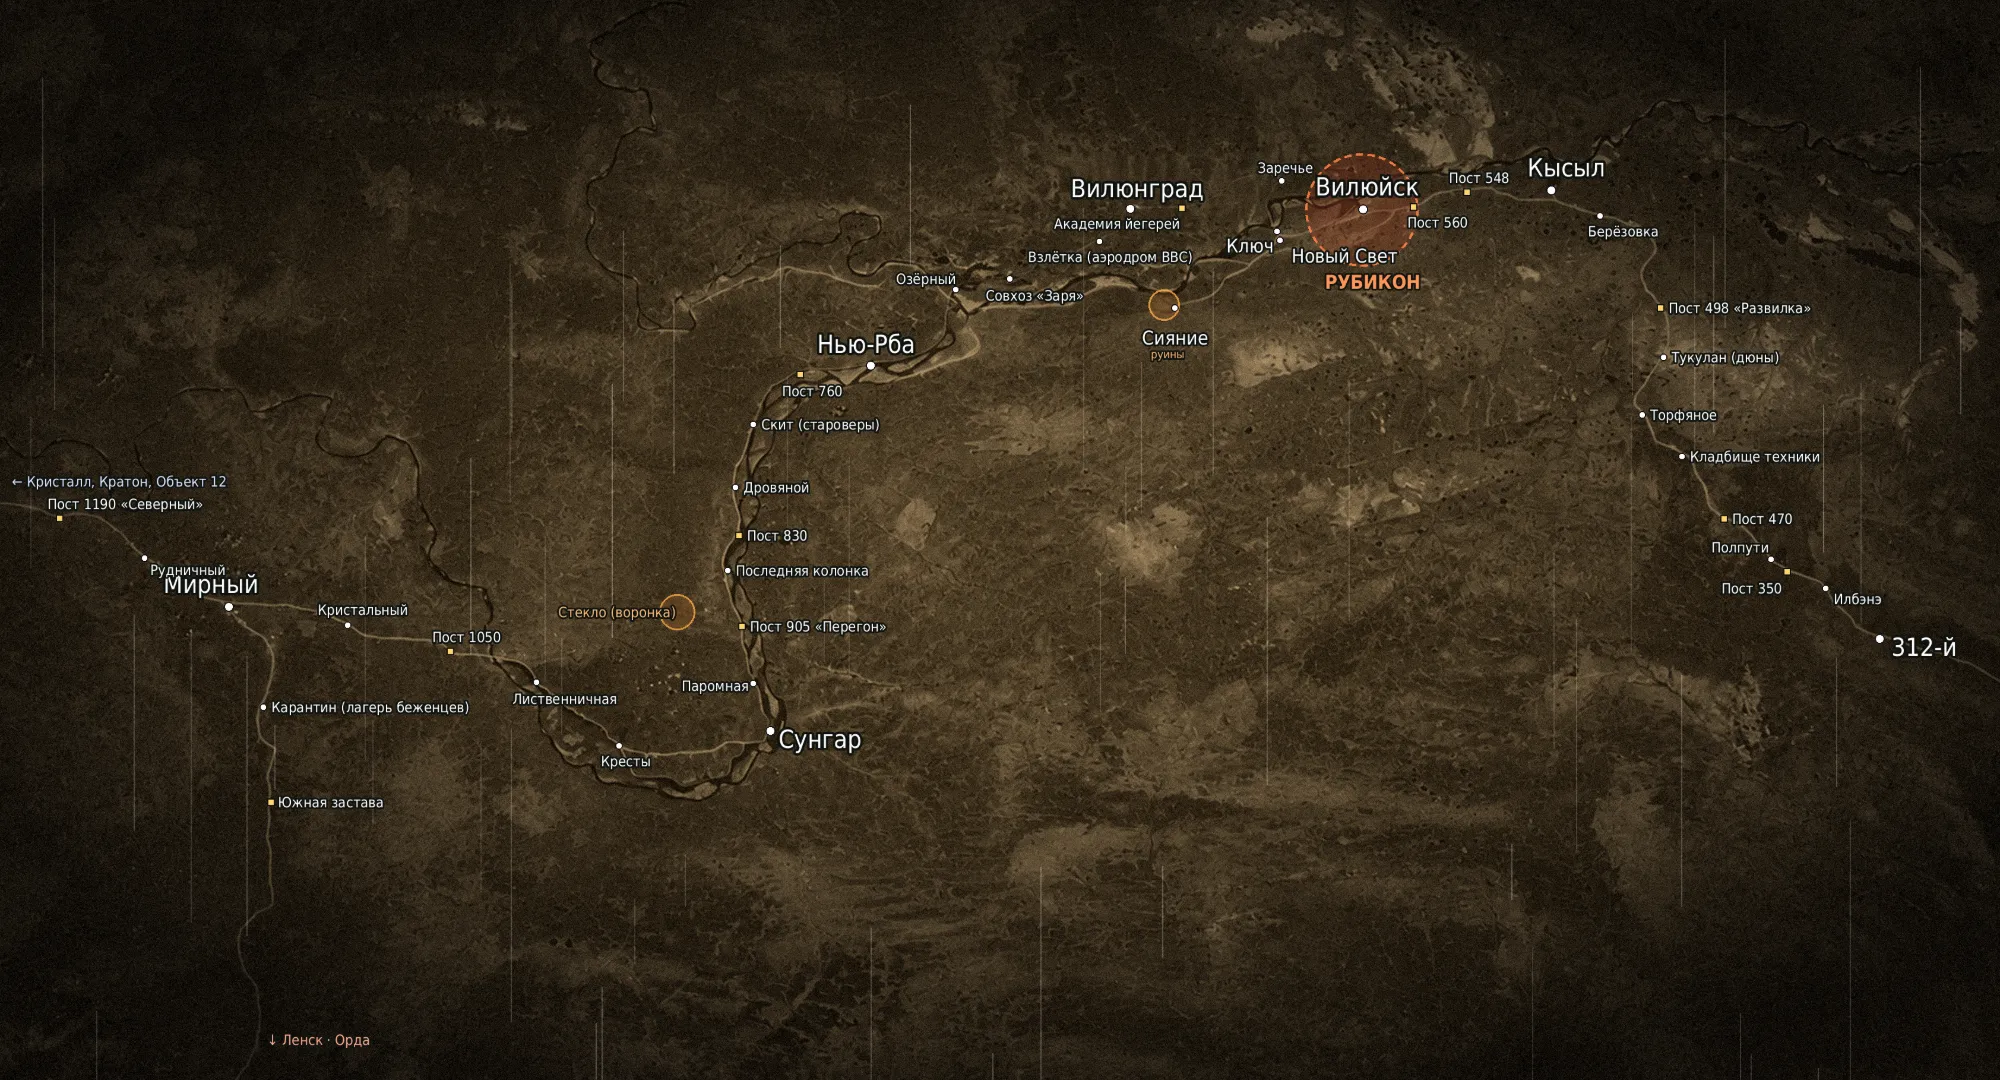 Заречье
Кысыл
Пост 548
Вилюйск
Вилюнград
Академия йегерей
Пост 560
Берёзовка
Ключ
Новый Свет
Взлётка (аэродром ВВС)
РУБИКОН
Озёрный
Совхоз «Заря»
Пост 498 «Развилка»
Сияние
руины
Нью-Рба
Тукулан (дюны)
Пост 760
Торфяное
Скит (староверы)
Кладбище техники
← Кристалл, Кратон, Объект 12
Дровяной
Пост 1190 «Северный»
Пост 470
Пост 830
Полпути
Рудничный
Последняя колонка
Мирный
Пост 350
Илбэнэ
Кристальный
Стекло (воронка)
Пост 905 «Перегон»
Пост 1050
312-й
Паромная
Лиственничная
Карантин (лагерь беженцев)
Сунгар
Кресты
Южная застава
↓ Ленск · Орда